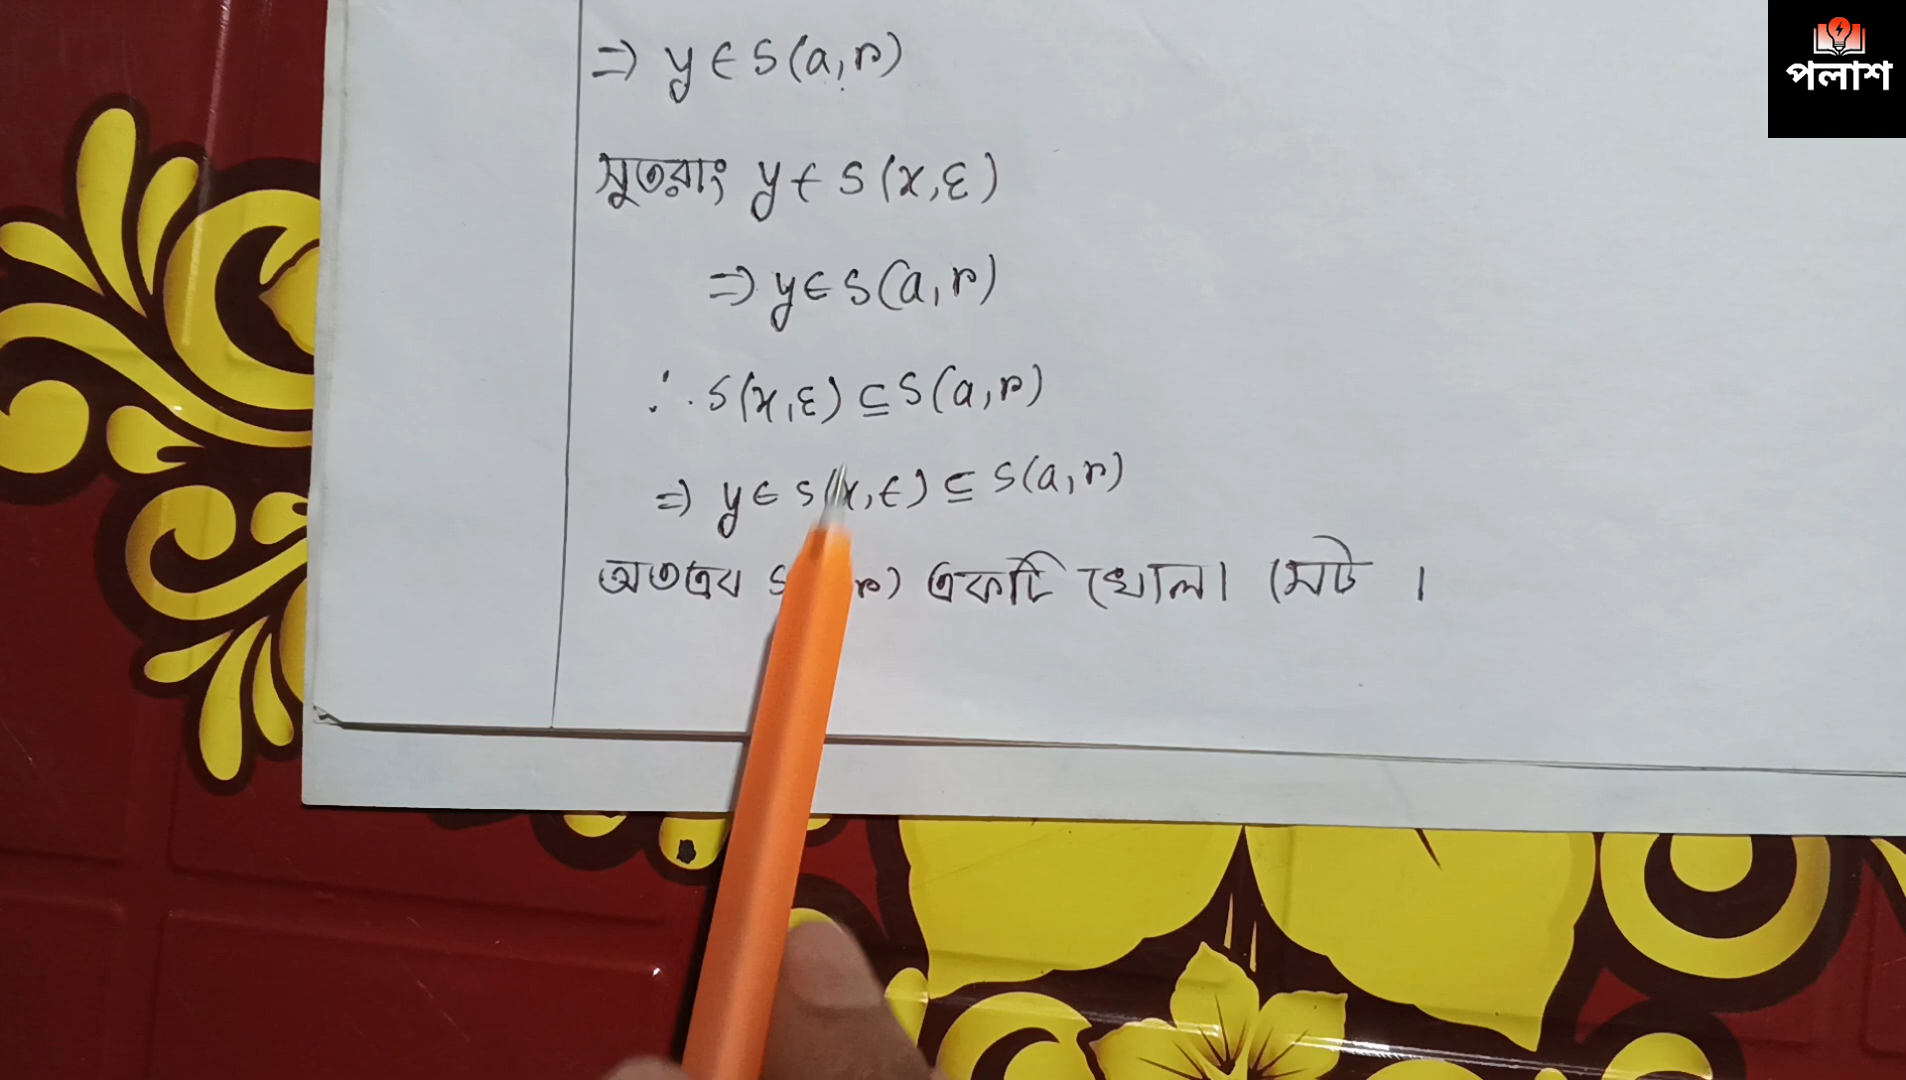 পলাশ
⇒ y ∈ S(a, r)
সুতরাং y ∈ S(x, ε)
⇒ y ∈ S(a, r)
∴ S(x, ε) ⊆ S(a, r)
⇒ y ∈ S(x, ε) ⊆ S(a, r)
অতএব S r) একটি খোলা সেট ।